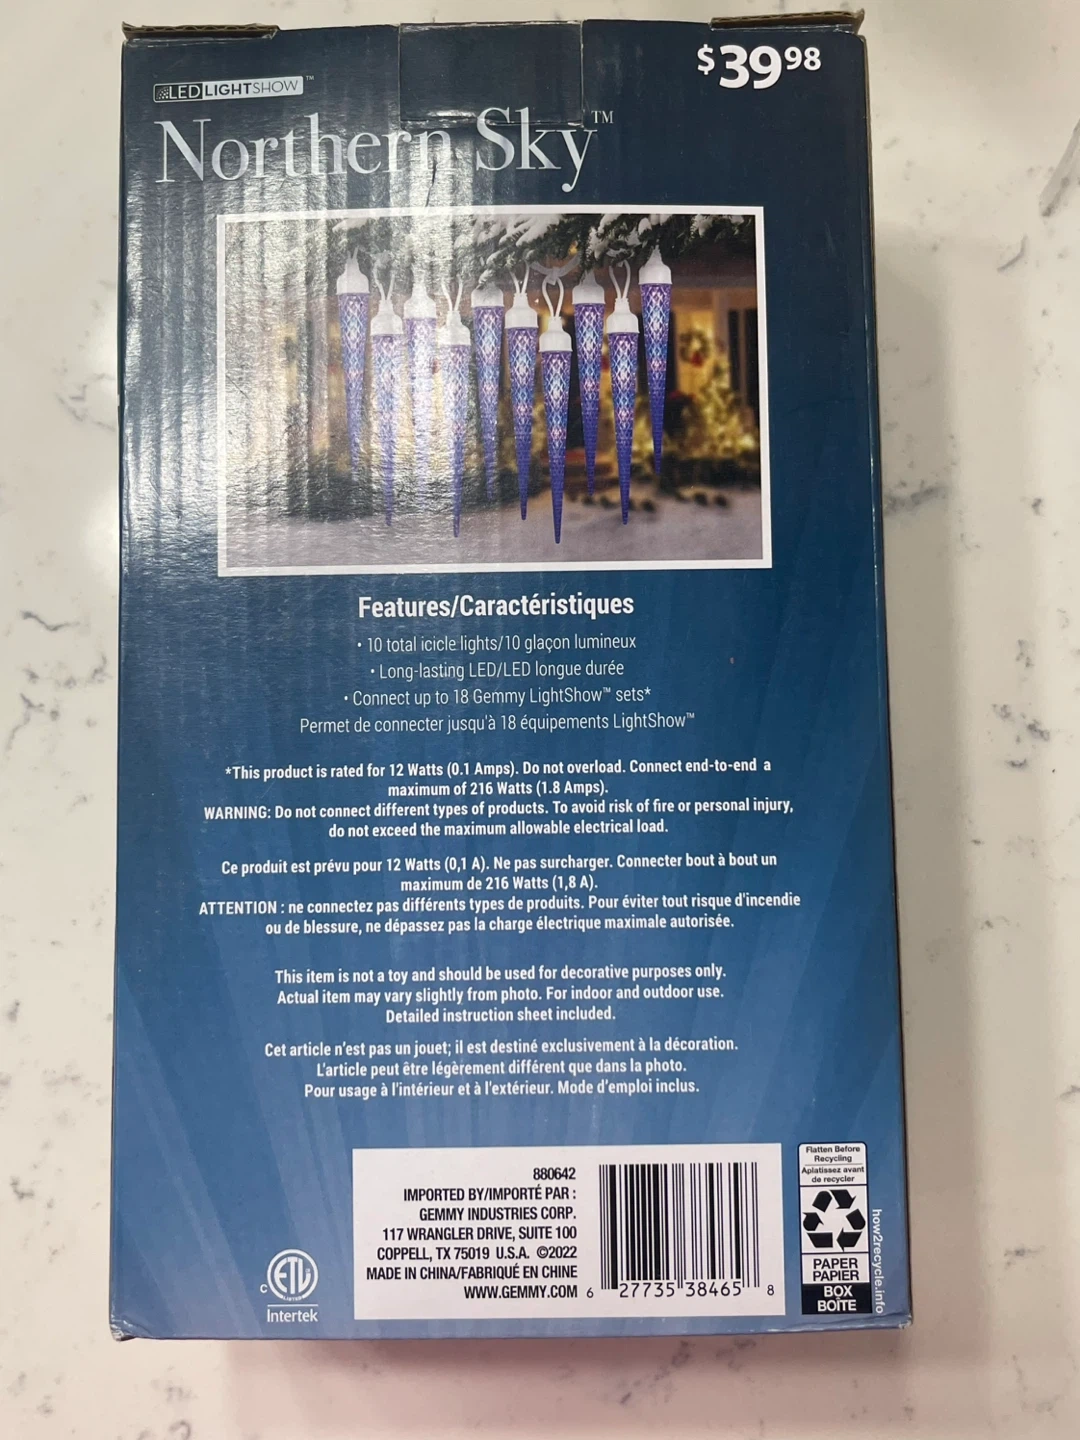 $39.98
LED LIGHTSHOW™
Northern Sky™
Features/Caractéristiques
• 10 total icicle lights/10 glaçon lumineux
• Long-lasting LED/LED longue durée
• Connect up to 18 Gemmy LightShow™ sets*
Permet de connecter jusqu'à 18 équipements LightShow™
*This product is rated for 12 Watts (0.1 Amps). Do not overload. Connect end-to-end a
maximum of 216 Watts (1.8 Amps).
WARNING: Do not connect different types of products. To avoid risk of fire or personal injury,
do not exceed the maximum allowable electrical load.
Ce produit est prévu pour 12 Watts (0,1 A). Ne pas surcharger. Connecter bout à bout un
maximum de 216 Watts (1,8 A).
ATTENTION : ne connectez pas différents types de produits. Pour éviter tout risque d'incendie
ou de blessure, ne dépassez pas la charge électrique maximale autorisée.
This item is not a toy and should be used for decorative purposes only.
Actual item may vary slightly from photo. For indoor and outdoor use.
Detailed instruction sheet included.
Cet article n'est pas un jouet; il est destiné exclusivement à la décoration.
L'article peut être légèrement différent que dans la photo.
Pour usage à l'intérieur et à l'extérieur. Mode d'emploi inclus.
880642
IMPORTED BY/IMPORTÉ PAR :
GEMMY INDUSTRIES CORP.
117 WRANGLER DRIVE, SUITE 100
COPPELL, TX 75019 U.S.A. ©2022
MADE IN CHINA/FABRIQUÉ EN CHINE
WWW.GEMMY.COM
6 27735 38465 8
C ETL LISTED
Intertek
Flatten Before
Recycling
Aplatissez avant
de recycler
PAPER
PAPIER
BOX
BOÎTE
how2recycle.info